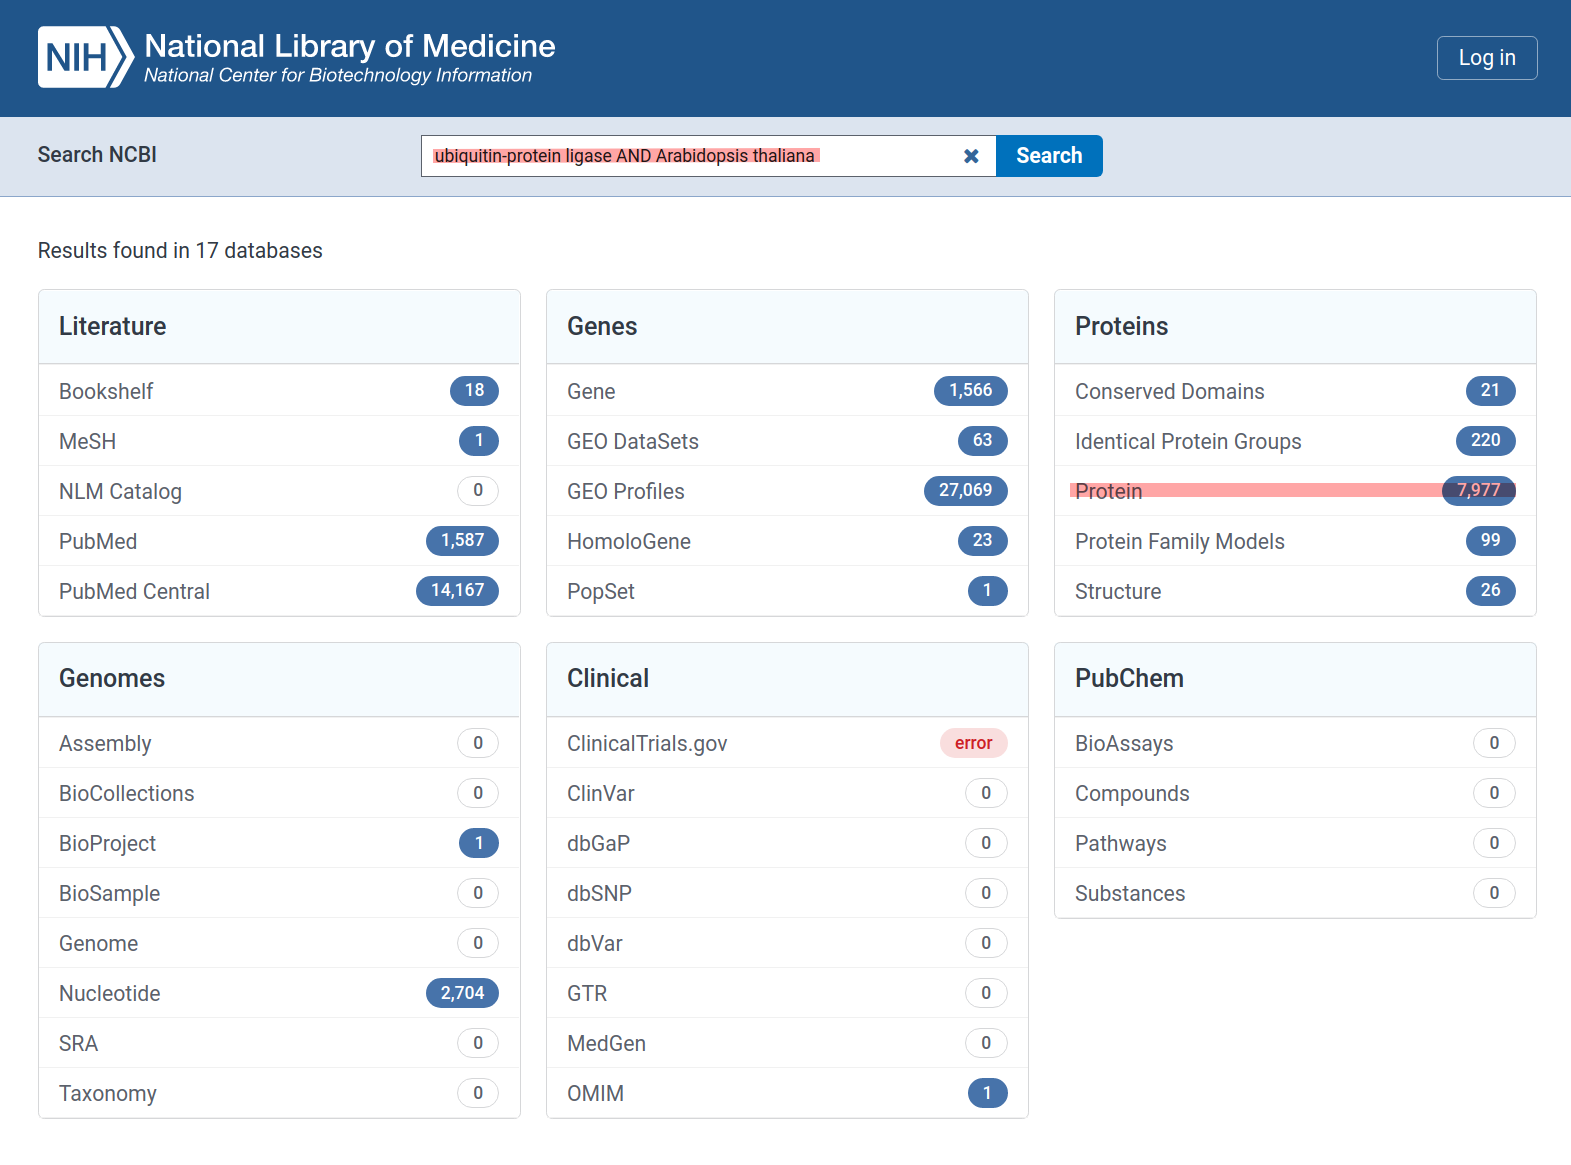 NIH National Library of Medicine
National Center for Biotechnology Information
Log in
Search NCBI
ubiquitin-protein ligase AND Arabidopsis thaliana
Search
Results found in 17 databases
Literature
Bookshelf 18
MeSH 1
NLM Catalog 0
PubMed 1,587
PubMed Central 14,167
Genes
Gene 1,566
GEO DataSets 63
GEO Profiles 27,069
HomoloGene 23
PopSet 1
Proteins
Conserved Domains 21
Identical Protein Groups 220
Protein 7,977
Protein Family Models 99
Structure 26
Genomes
Assembly 0
BioCollections 0
BioProject 1
BioSample 0
Genome 0
Nucleotide 2,704
SRA 0
Taxonomy 0
Clinical
ClinicalTrials.gov error
ClinVar 0
dbGaP 0
dbSNP 0
dbVar 0
GTR 0
MedGen 0
OMIM 1
PubChem
BioAssays 0
Compounds 0
Pathways 0
Substances 0